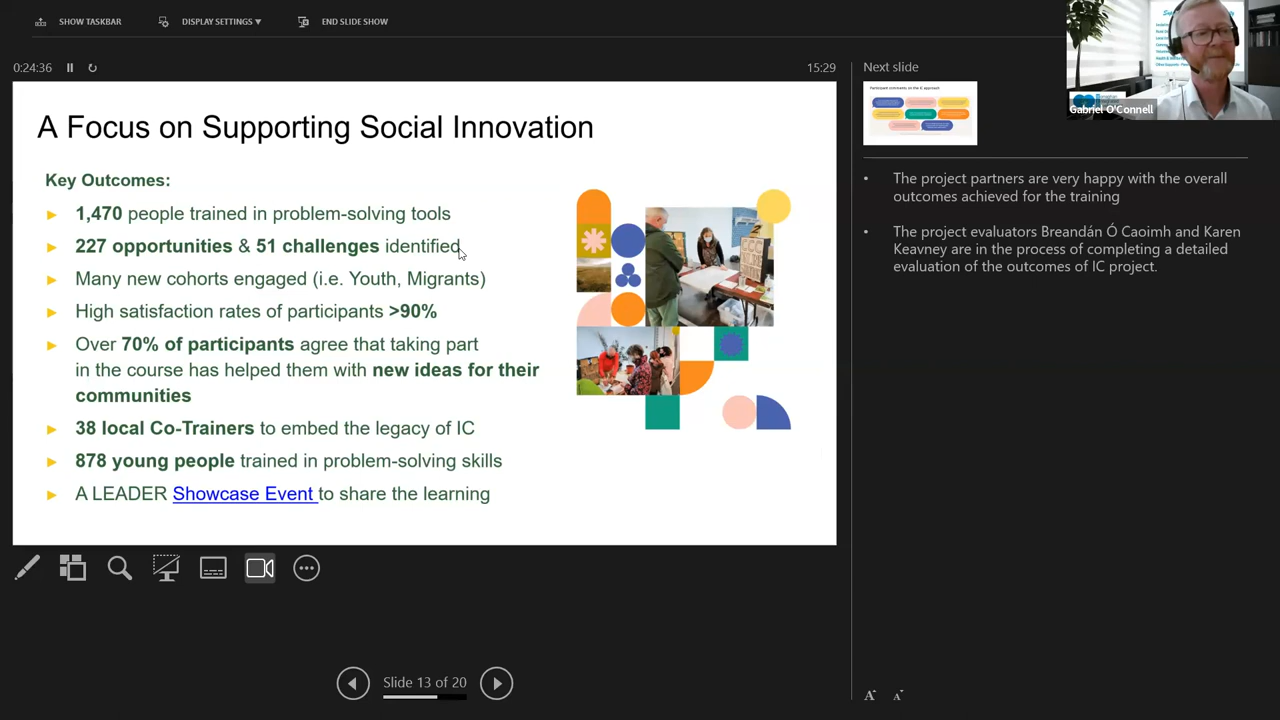 SHOW TASKBAR
DISPLAY SETTINGS ▼
END SLIDE SHOW
0:24:36
15:29
A Focus on Supporting Social Innovation
Key Outcomes:
1,470 people trained in problem-solving tools
227 opportunities & 51 challenges identified
Many new cohorts engaged (i.e. Youth, Migrants)
High satisfaction rates of participants >90%
Over 70% of participants agree that taking part
in the course has helped them with new ideas for their
communities
38 local Co-Trainers to embed the legacy of IC
878 young people trained in problem-solving skills
A LEADER Showcase Event to share the learning
Slide 13 of 20
Next slide
Participant comments on the IC approach
Gabriel O'Connell
• The project partners are very happy with the overall
outcomes achieved for the training
• The project evaluators Breandán Ó Caoimh and Karen
Keavney are in the process of completing a detailed
evaluation of the outcomes of IC project.
A
A